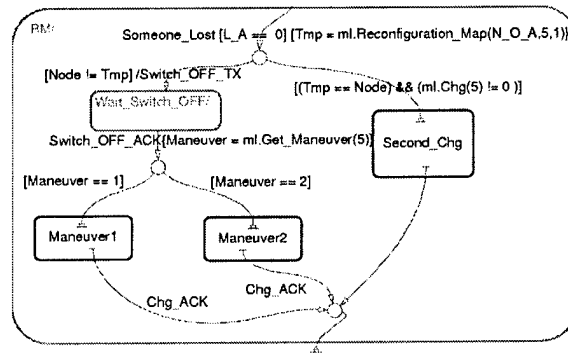 RM/
Someone_Lost [L_A == 0] {Tmp = ml.Reconfiguration_Map(N_O_A,5,1)}
[Node != Tmp] /Switch_OFF_TX
[(Tmp == Node) && (ml.Chg(5) != 0 )]
Wait_Switch_OFF/
Switch_OFF_ACK{Maneuver = ml.Get_Maneuver(5)}
Second_Chg
[Maneuver == 1]
[Maneuver == 2]
Maneuver1
Maneuver2
Chg_ACK
Chg_ACK